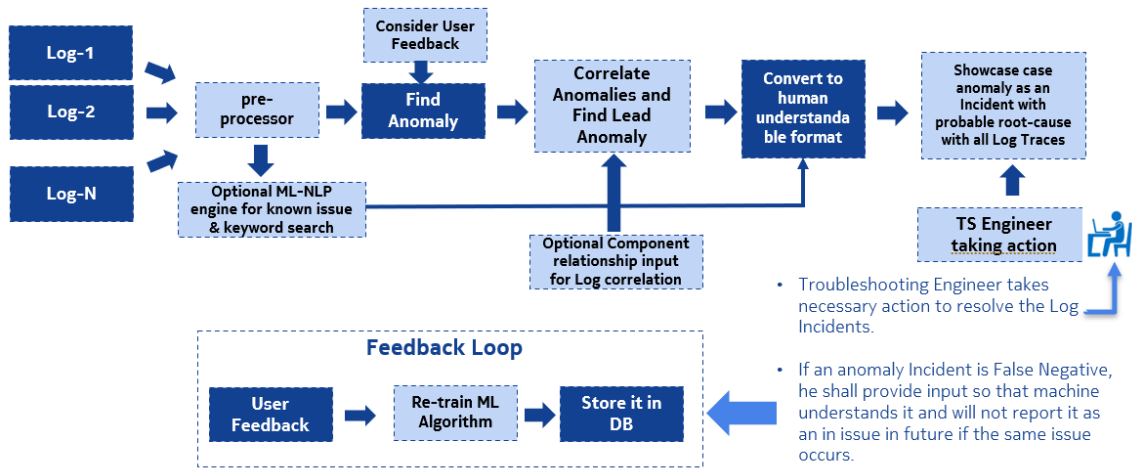 Log-1
Log-2
Log-N
pre-
processor
Optional ML-NLP
engine for known issue
& keyword search
Consider User
Feedback
Find
Anomaly
Correlate
Anomalies and
Find Lead
Anomaly
Optional Component
relationship input
for Log correlation
Convert to
human
understanda
ble format
Showcase case
anomaly as an
Incident with
probable root-cause
with all Log Traces
TS Engineer
taking action
• Troubleshooting Engineer takes
necessary action to resolve the Log
Incidents.
• If an anomaly Incident is False Negative,
he shall provide input so that machine
understands it and will not report it as
an in issue in future if the same issue
occurs.
Feedback Loop
User
Feedback
Re-train ML
Algorithm
Store it in
DB